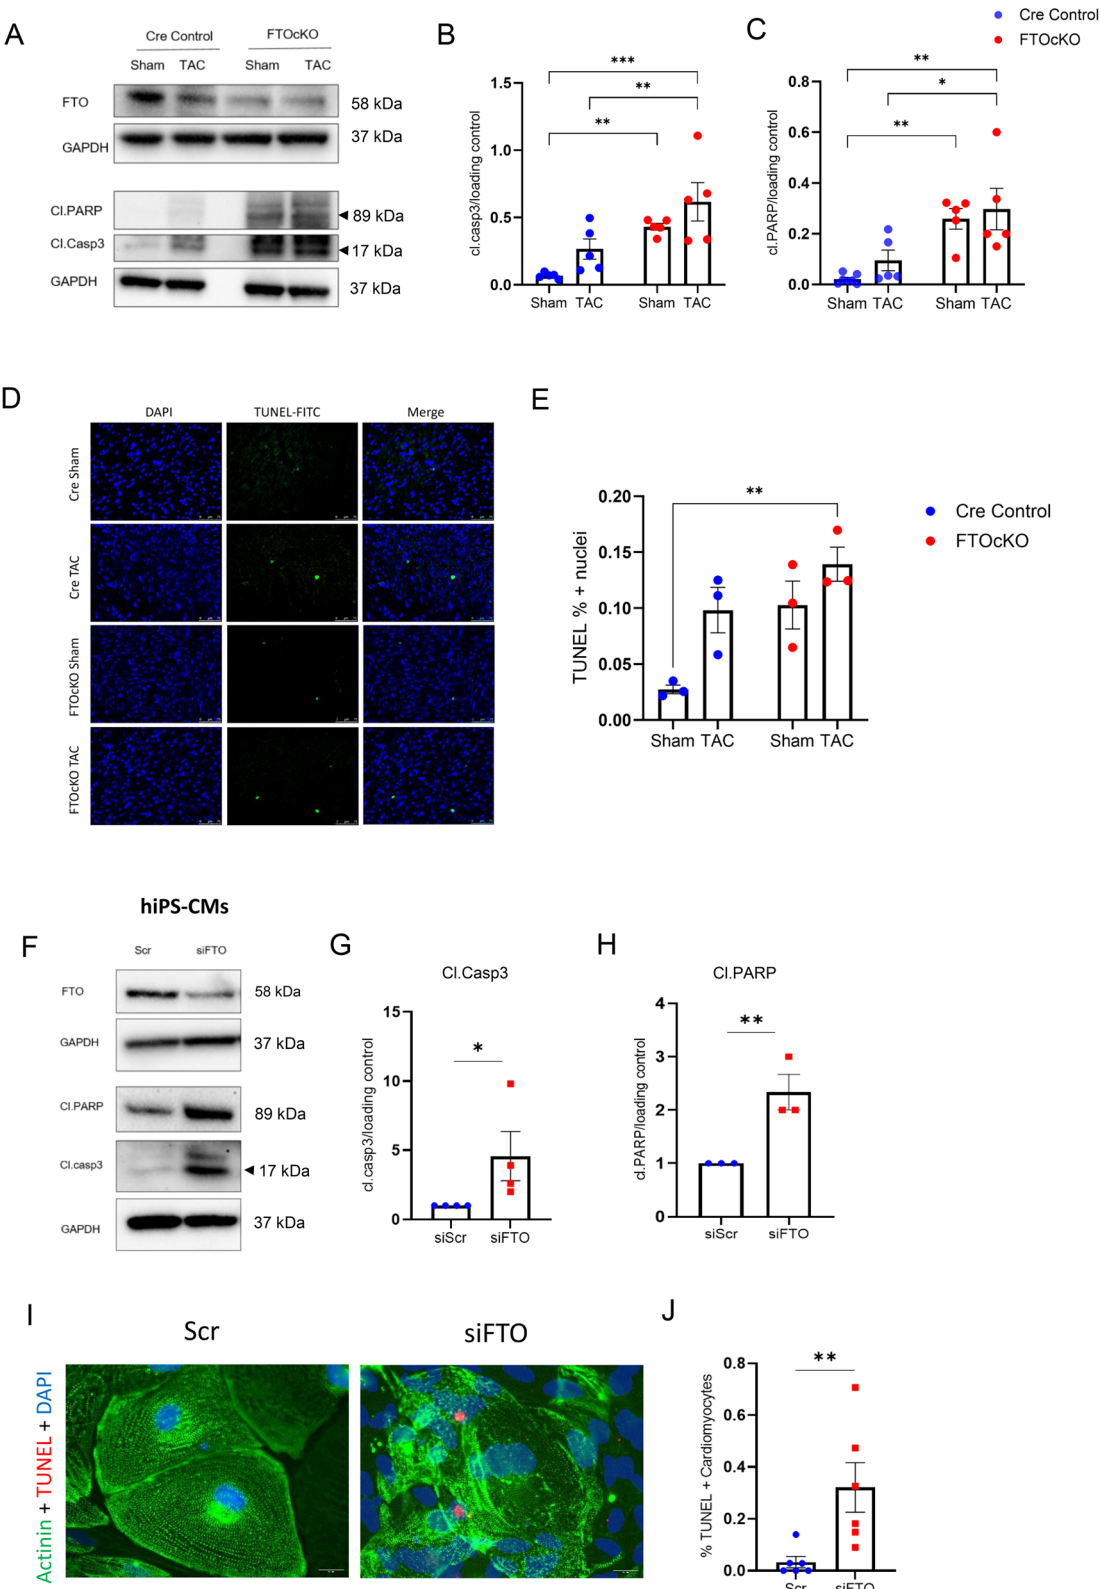 A
Cre Control
FTOcKO
Sham
TAC
Sham
TAC
FTO
58 kDa
GAPDH
37 kDa
Cl.PARP
89 kDa
Cl.Casp3
17 kDa
GAPDH
37 kDa
B
***
**
**
cl.casp3/loading control
1.5
1.0
0.5
0.0
Sham TAC
Sham TAC
C
Cre Control
FTOcKO
**
*
**
cl.PARP/loading control
0.8
0.6
0.4
0.2
0.0
Sham TAC
Sham TAC
D
DAPI
TUNEL-FITC
Merge
Cre Sham
Cre TAC
FTOcKO Sham
FTOcKO TAC
E
**
TUNEL % + nuclei
0.20
0.15
0.10
0.05
0.00
Sham TAC
Sham TAC
Cre Control
FTOcKO
hiPS-CMs
F
Scr
siFTO
FTO
58 kDa
GAPDH
37 kDa
Cl.PARP
89 kDa
Cl.casp3
17 kDa
GAPDH
37 kDa
G
Cl.Casp3
*
cl.casp3/loading control
15
10
5
0
siScr
siFTO
H
Cl.PARP
**
cl.PARP/loading control
4
3
2
1
0
siScr
siFTO
I
Scr
siFTO
Actinin + TUNEL + DAPI
J
**
% TUNEL + Cardiomyocytes
0.8
0.6
0.4
0.2
0.0
Scr
siFTO